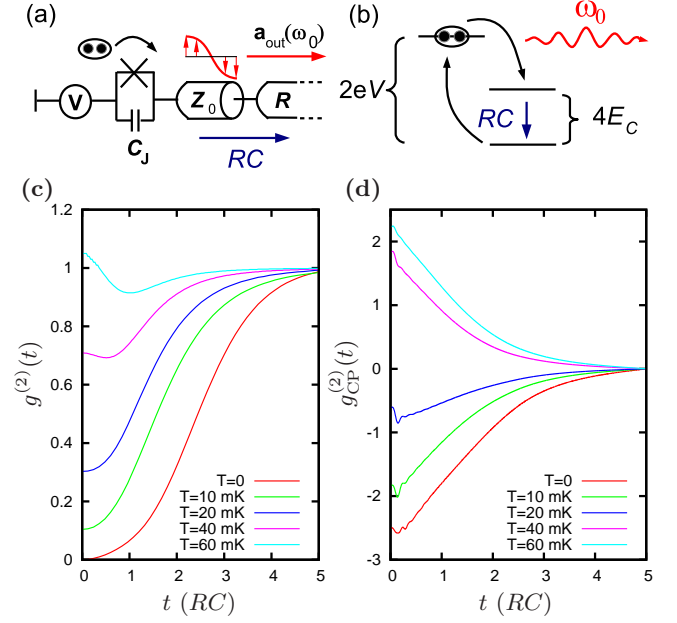 (a)
a_out(ω_0)
V
Z_0
R
C_J
RC
(b)
ω_0
2eV
RC
4E_C
(c)
1.2
1
0.8
0.6
0.4
0.2
0
g^(2)(t)
T=0
T=10 mK
T=20 mK
T=40 mK
T=60 mK
0 1 2 3 4 5
t (RC)
(d)
3
2
1
0
-1
-2
-3
g_CP^(2)(t)
T=0
T=10 mK
T=20 mK
T=40 mK
T=60 mK
0 1 2 3 4 5
t (RC)